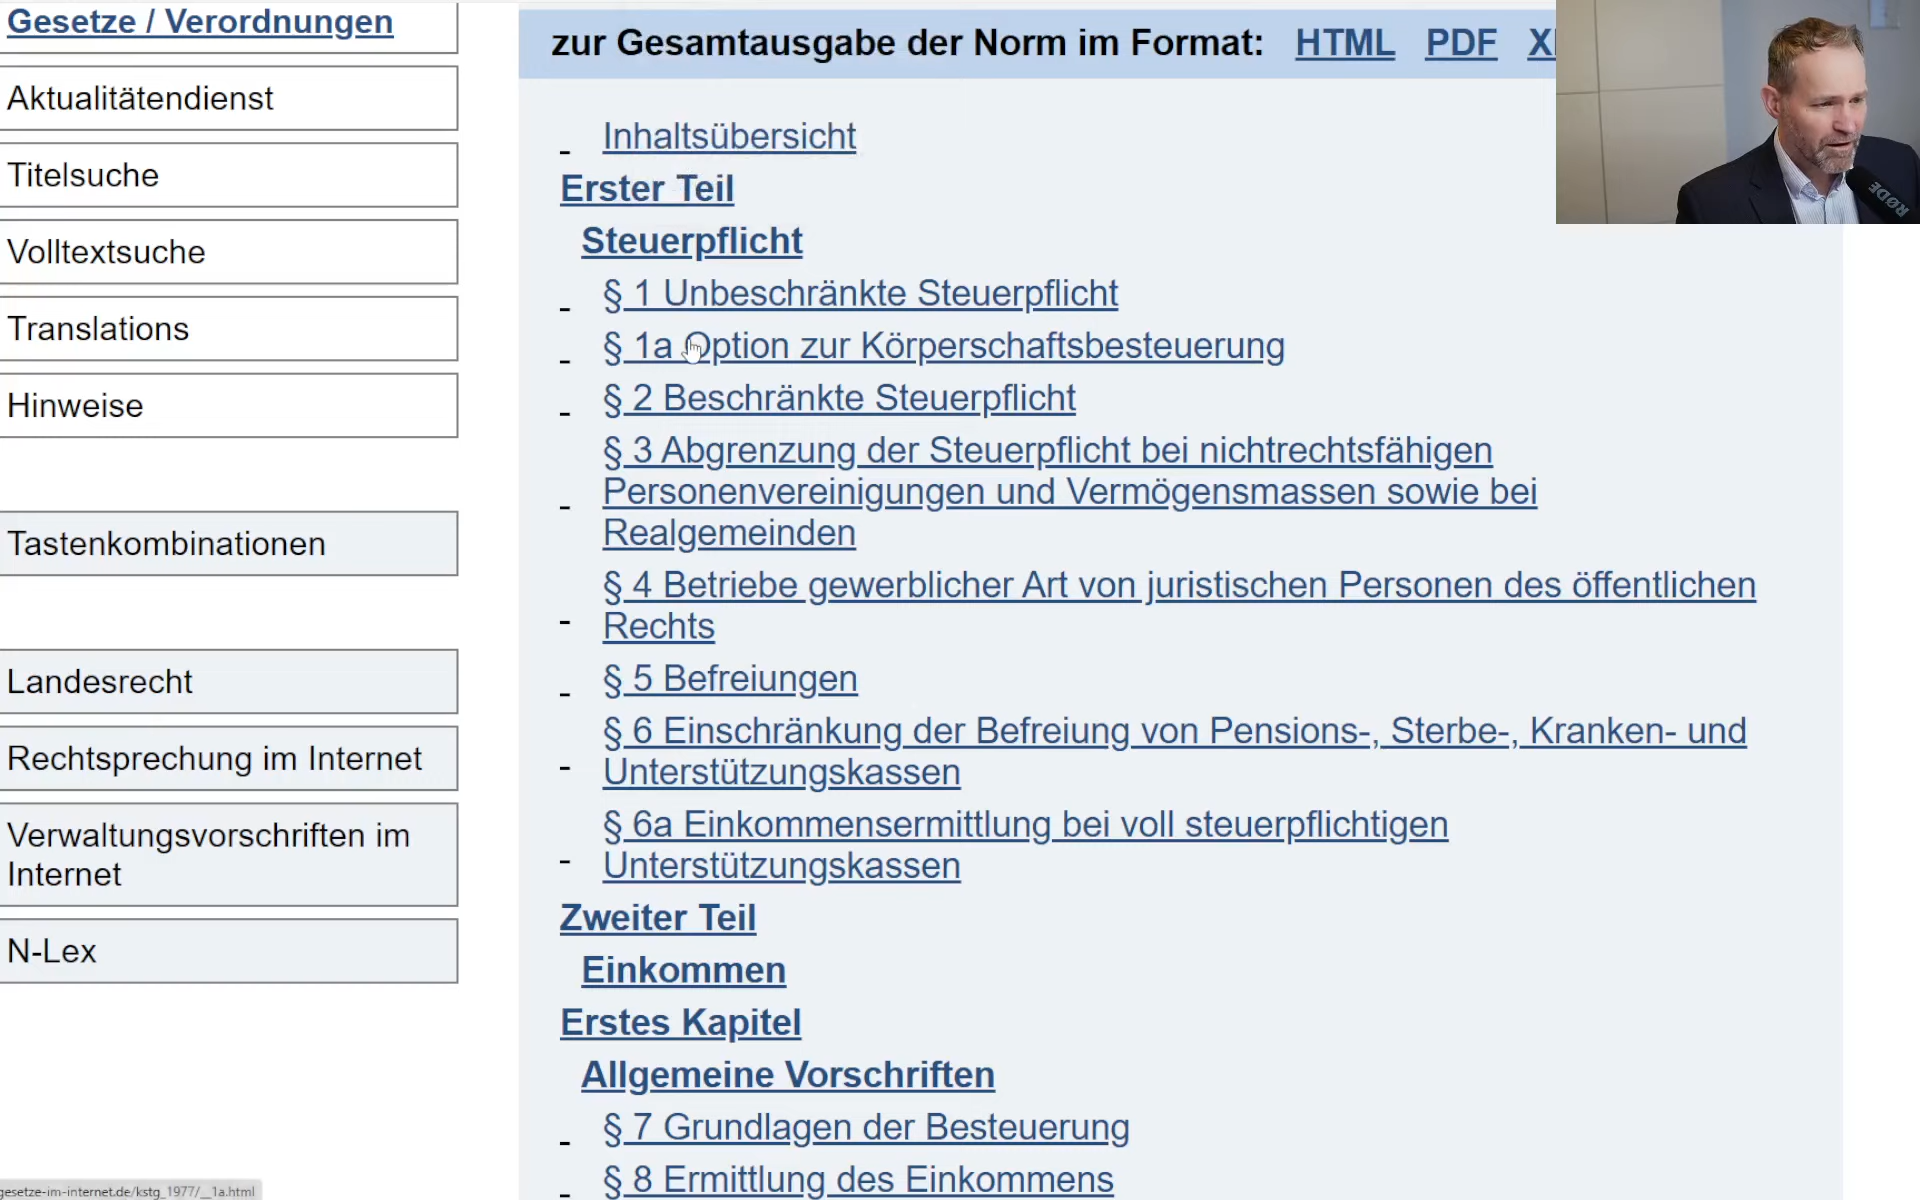 Gesetze / Verordnungen
Aktualitätendienst
Titelsuche
Volltextsuche
Translations
Hinweise
Tastenkombinationen
Landesrecht
Rechtsprechung im Internet
Verwaltungsvorschriften im
Internet
N-Lex
zur Gesamtausgabe der Norm im Format: HTML PDF
- Inhaltsübersicht
Erster Teil
Steuerpflicht
- § 1 Unbeschränkte Steuerpflicht
- § 1a Option zur Körperschaftsbesteuerung
- § 2 Beschränkte Steuerpflicht
- § 3 Abgrenzung der Steuerpflicht bei nichtrechtsfähigen
Personenvereinigungen und Vermögensmassen sowie bei
Realgemeinden
- § 4 Betriebe gewerblicher Art von juristischen Personen des öffentlichen
Rechts
- § 5 Befreiungen
- § 6 Einschränkung der Befreiung von Pensions-, Sterbe-, Kranken- und
Unterstützungskassen
- § 6a Einkommensermittlung bei voll steuerpflichtigen
Unterstützungskassen
Zweiter Teil
Einkommen
Erstes Kapitel
Allgemeine Vorschriften
- § 7 Grundlagen der Besteuerung
- § 8 Ermittlung des Einkommens
gesetze-im-internet.de/kstg_1977/__1a.html
RØDE